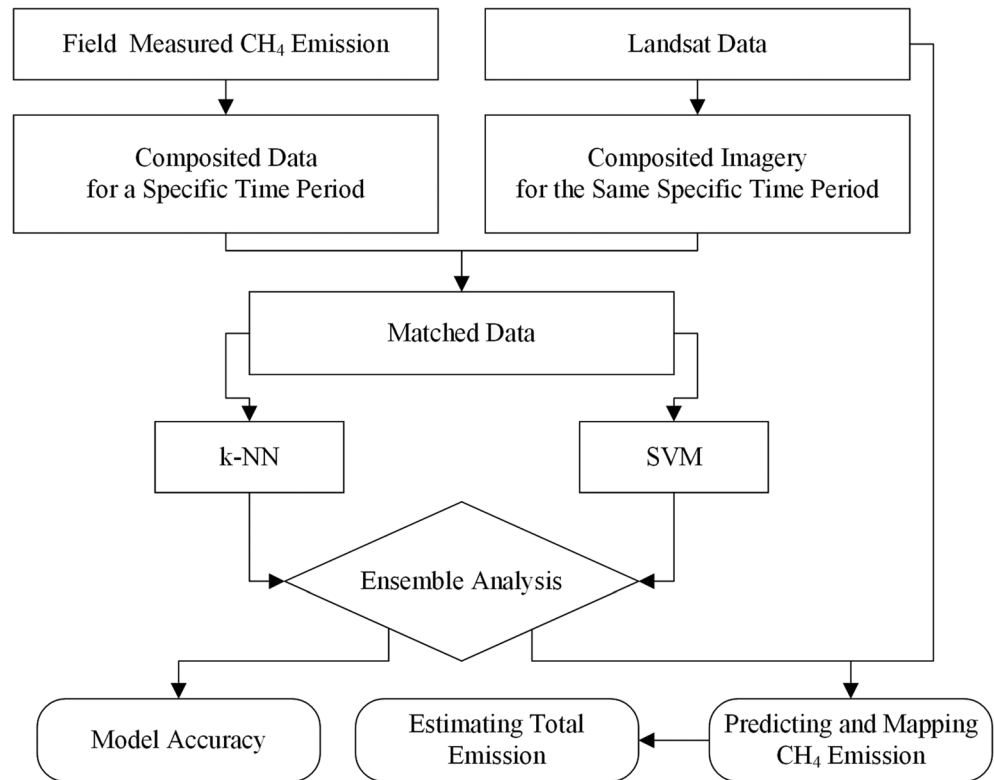 Field Measured CH₄ Emission
Landsat Data
Composited Data
for a Specific Time Period
Composited Imagery
for the Same Specific Time Period
Matched Data
k-NN
SVM
Ensemble Analysis
Model Accuracy
Estimating Total
Emission
Predicting and Mapping
CH₄ Emission